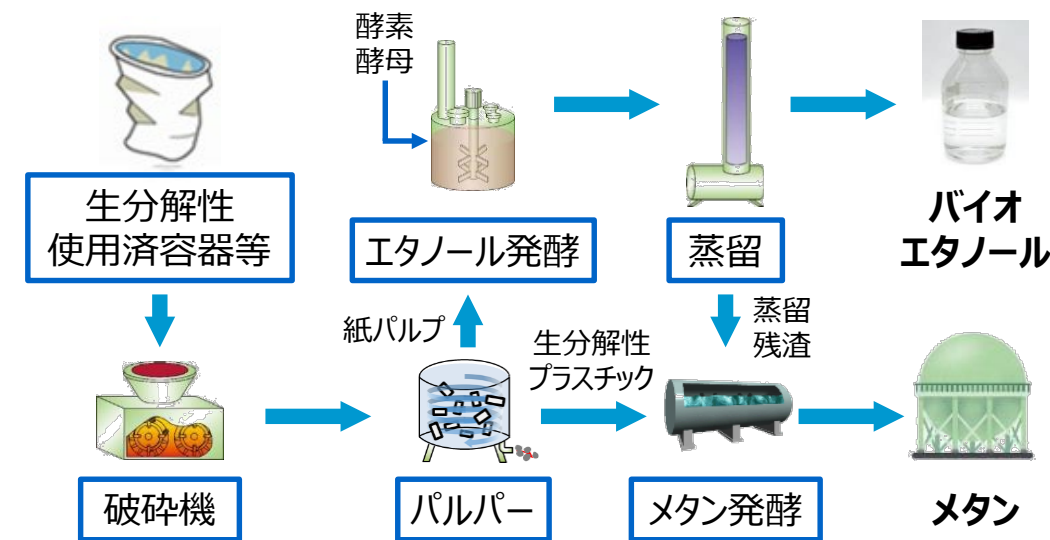 酵素
酵母
生分解性
使用済容器等
エタノール発酵
蒸留
バイオ
エタノール
紙パルプ
生分解性
プラスチック
蒸留
残渣
破砕機
パルパー
メタン発酵
メタン